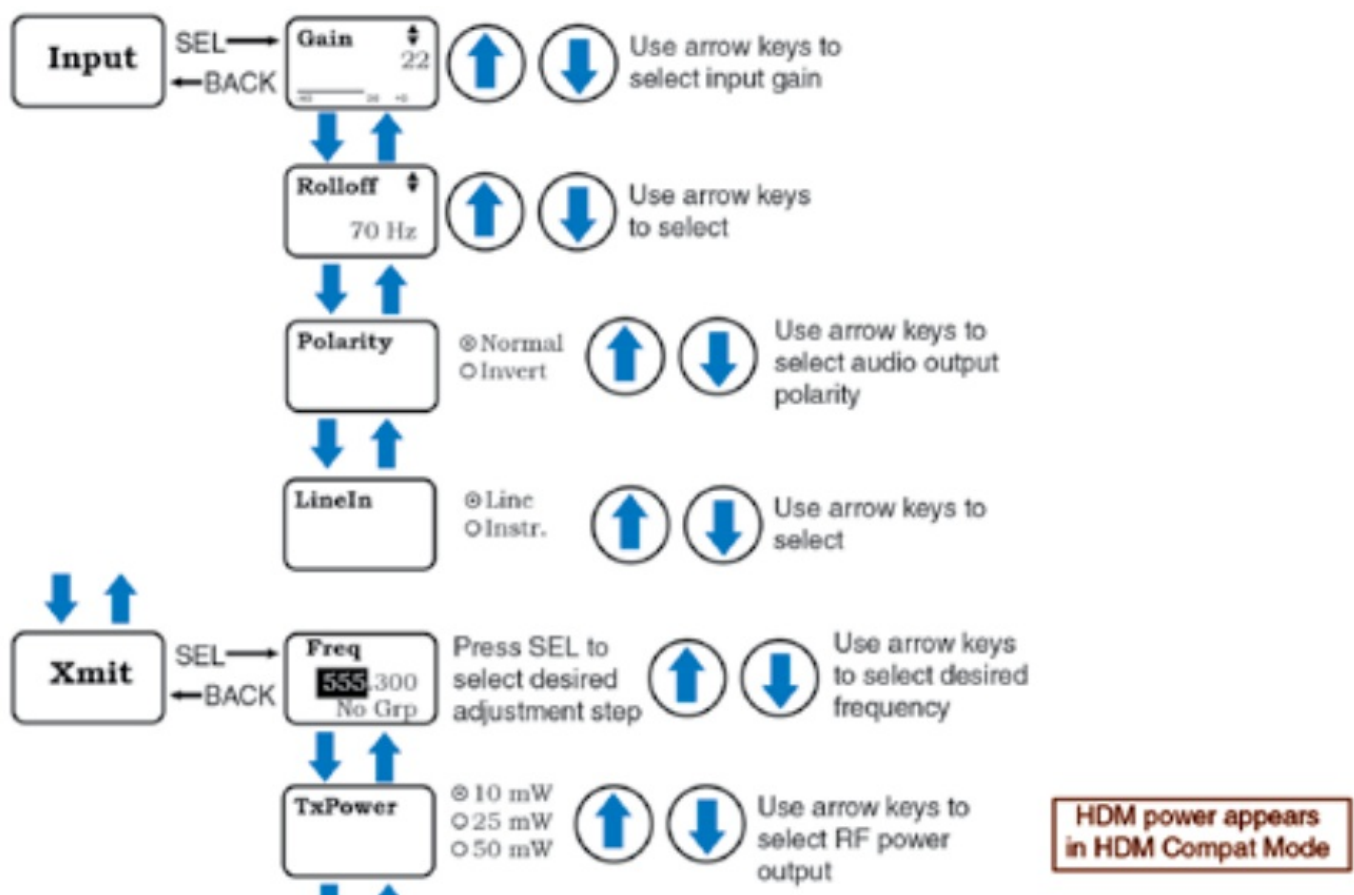 Input
SEL
BACK
Gain
22
Use arrow keys to
select input gain
Rolloff
70 Hz
Use arrow keys
to select
Polarity
Normal
Invert
Use arrow keys to
select audio output
polarity
LineIn
Line
Instr.
Use arrow keys to
select
Xmit
SEL
BACK
Freq
555.300
No Grp
Press SEL to
select desired
adjustment step
Use arrow keys
to select desired
frequency
TxPower
10 mW
25 mW
50 mW
Use arrow keys to
select RF power
output
HDM power appears
in HDM Compat Mode